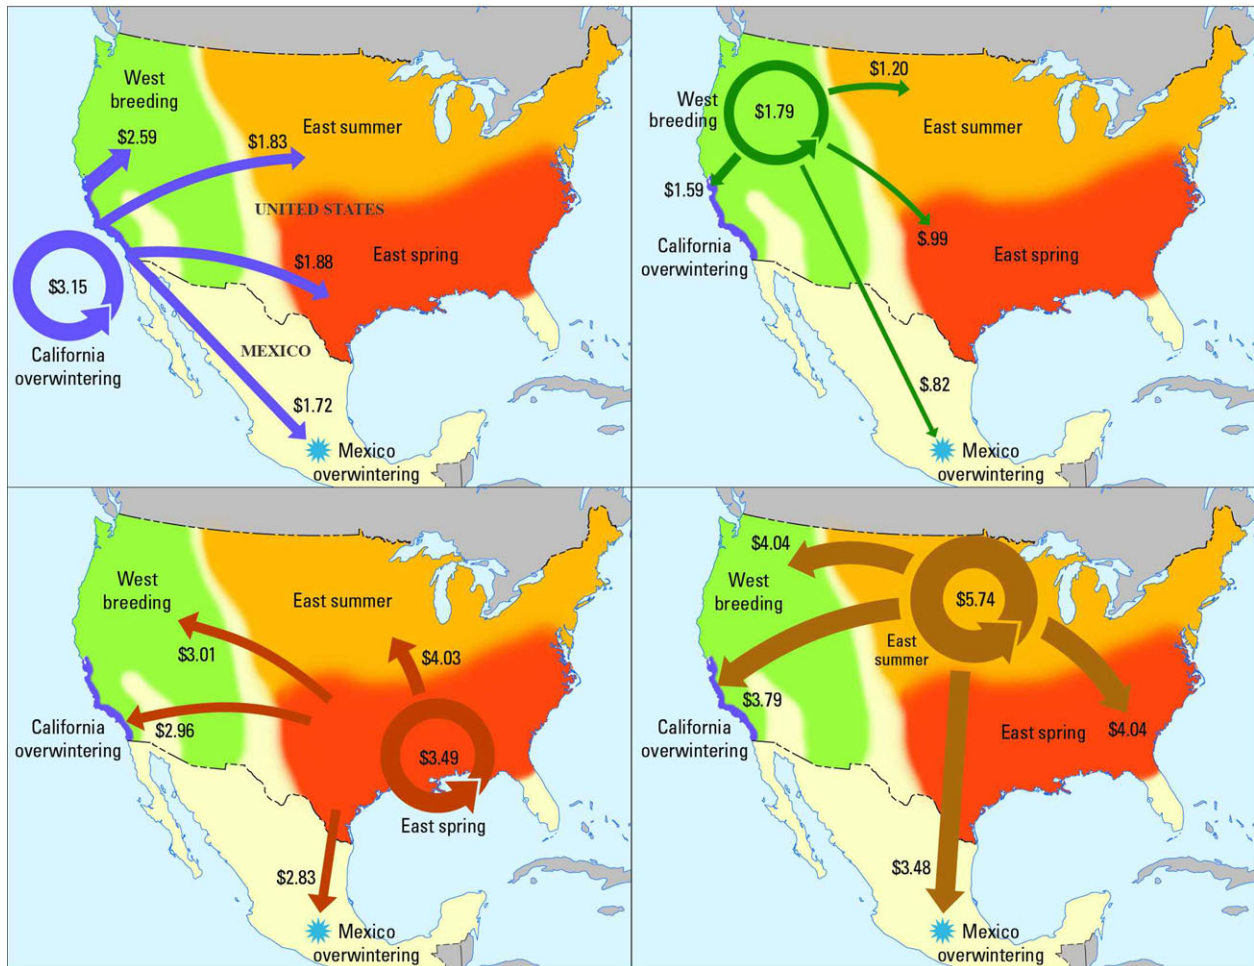 West
breeding
$2.59
East summer
$1.83
UNITED STATES
East spring
$1.88
$3.15
California
overwintering
MEXICO
$1.72
Mexico
overwintering
West
breeding
$1.79
$1.20
East summer
$1.59
$.99
East spring
California
overwintering
$.82
Mexico
overwintering
West
breeding
East summer
$3.01
$4.03
California
overwintering
$2.96
$3.49
East spring
$2.83
Mexico
overwintering
$4.04
West
breeding
$5.74
East
summer
$3.79
California
overwintering
East spring
$4.04
$3.48
Mexico
overwintering